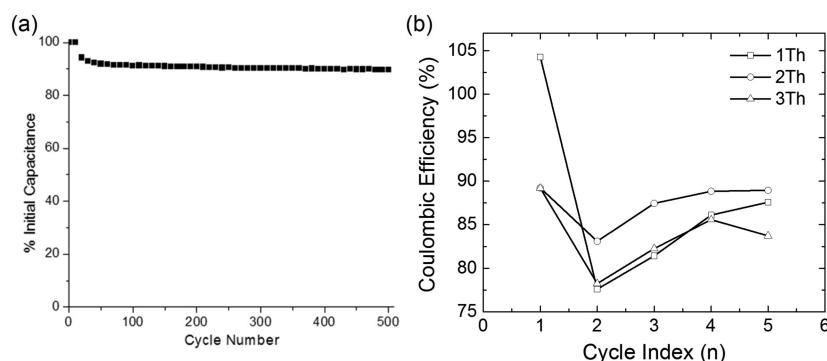 (a)
% Initial Capacitance
100
80
60
40
20
0
0 100 200 300 400 500
Cycle Number
(b)
Coulombic Efficiency (%)
105
100
95
90
85
80
75
0 1 2 3 4 5 6
Cycle Index (n)
1Th
2Th
3Th